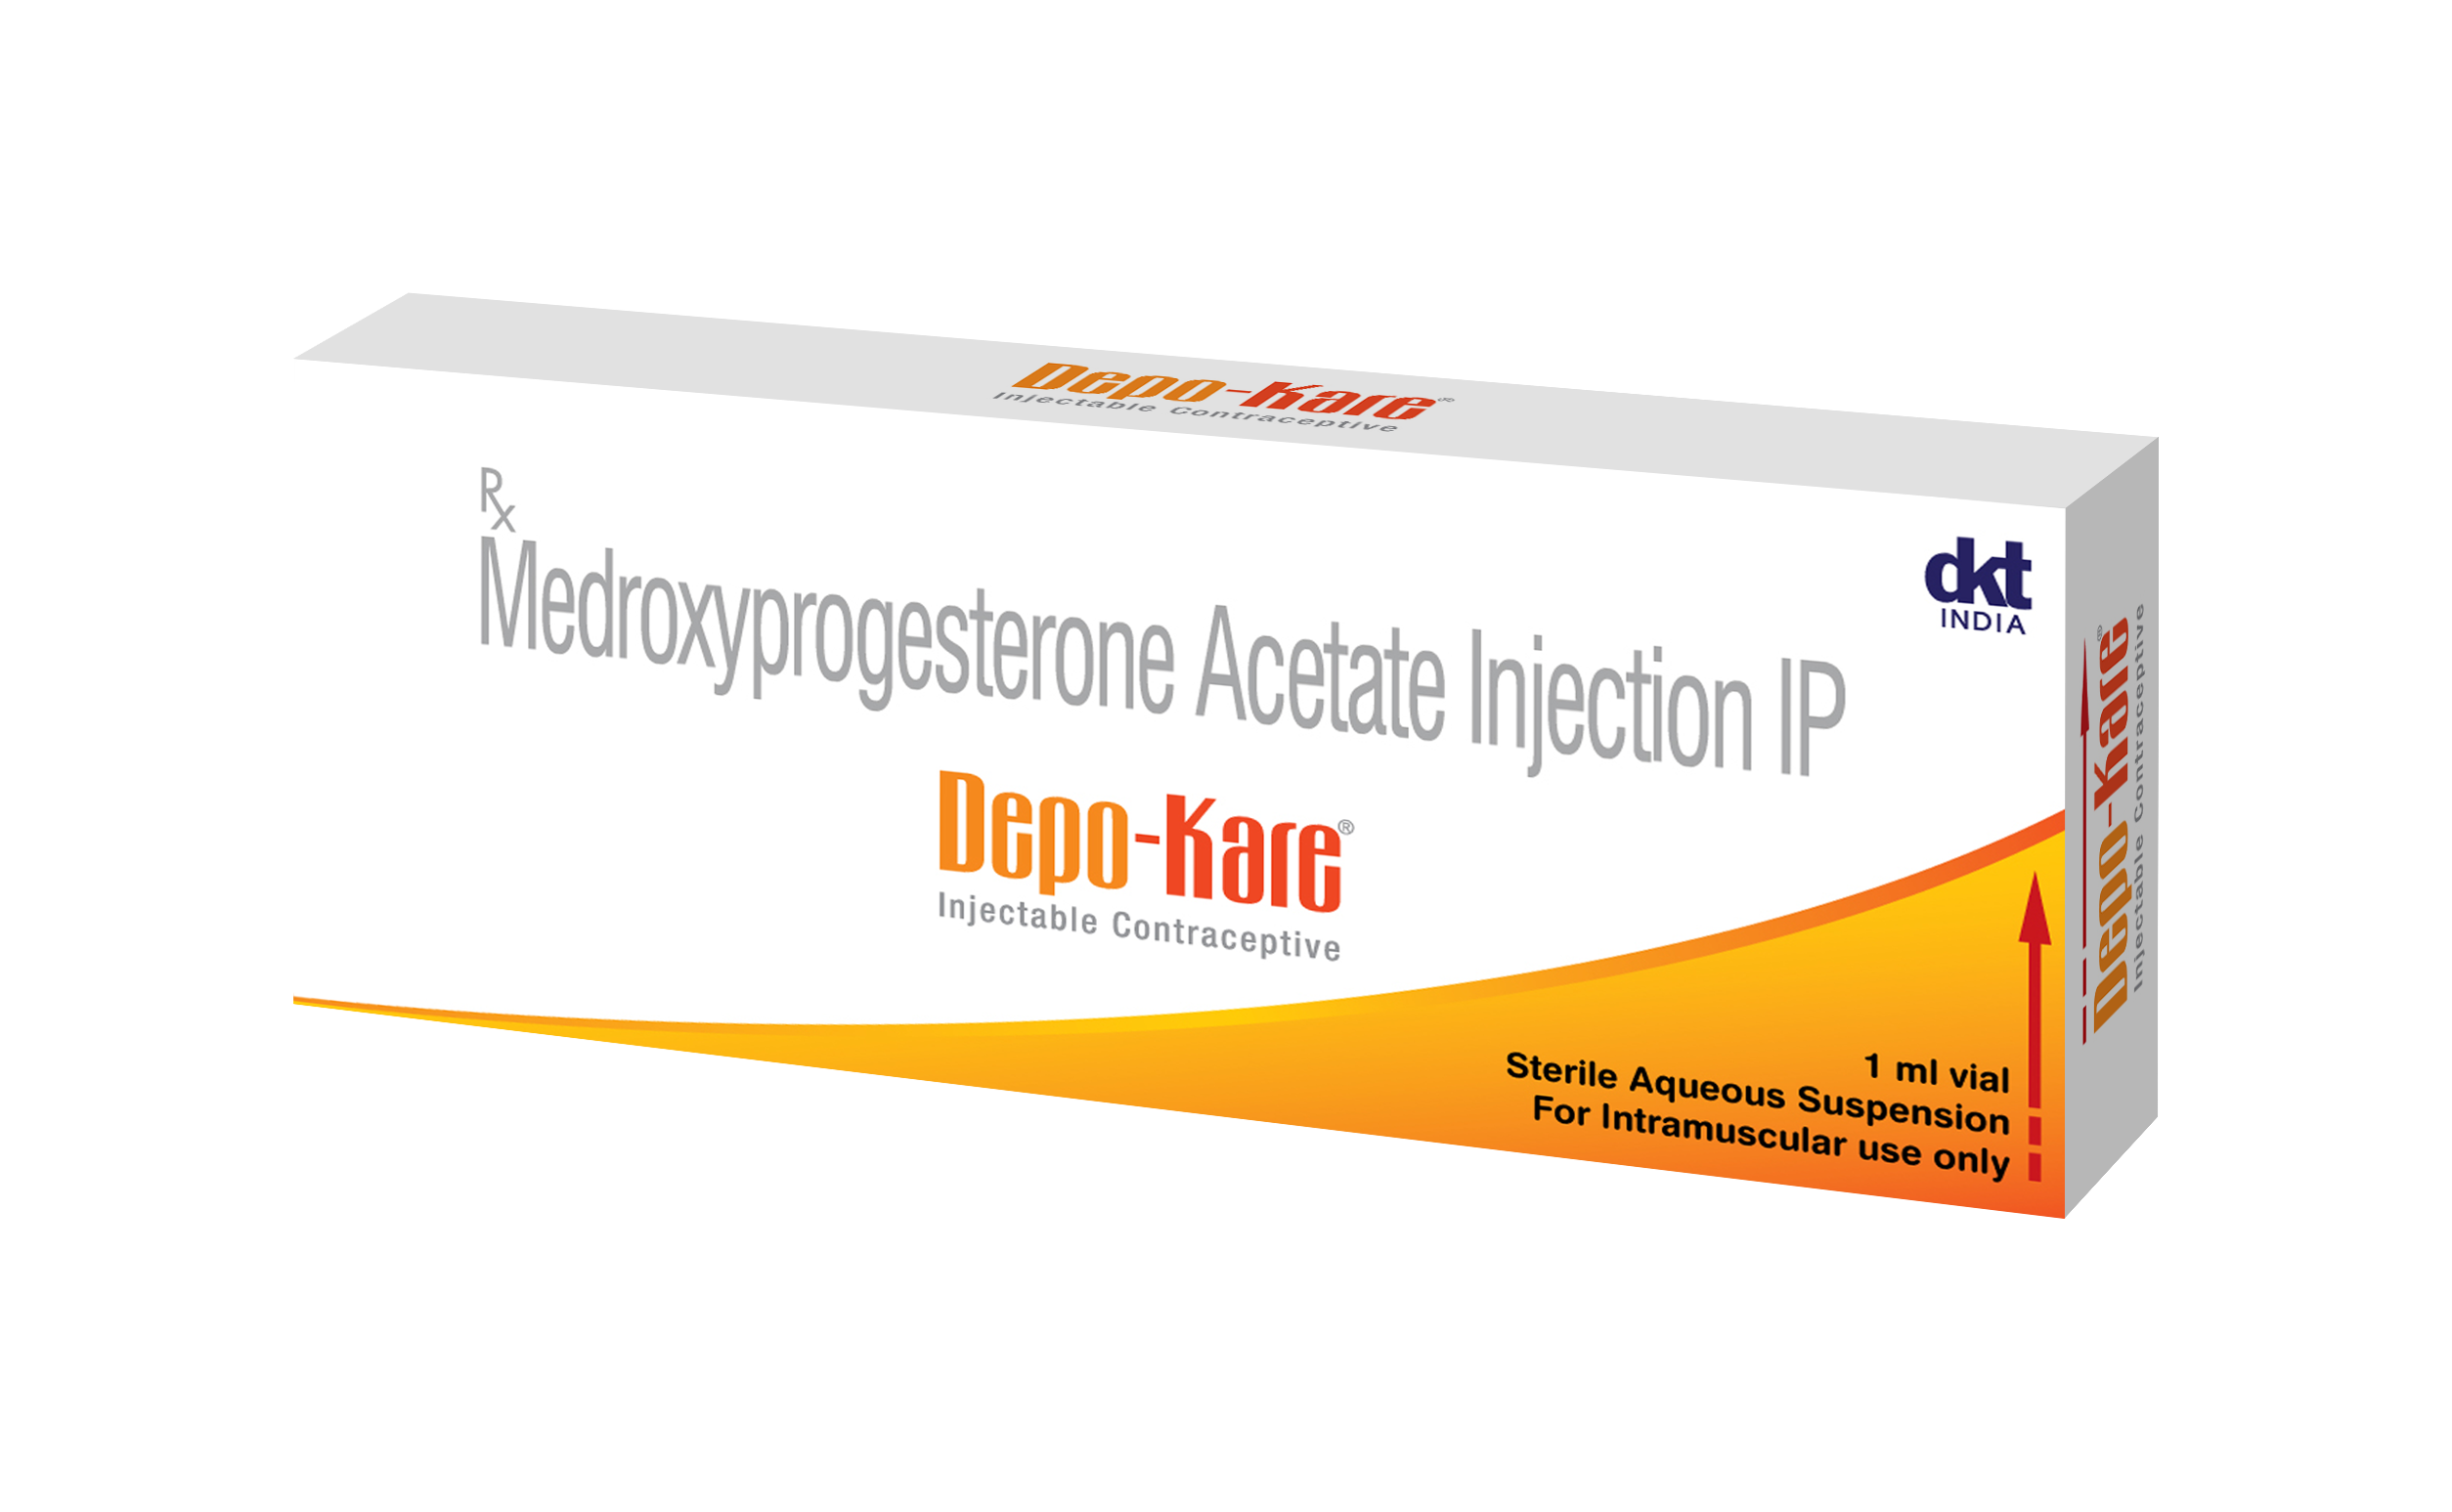 Depo-Kare®
Injectable Contraceptive
Rx
Medroxyprogesterone Acetate Injection IP
dkt
INDIA
Depo-Kare®
Injectable Contraceptive
1 ml vial
Sterile Aqueous Suspension
For Intramuscular use only
Depo-Kare®
Injectable Contraceptive